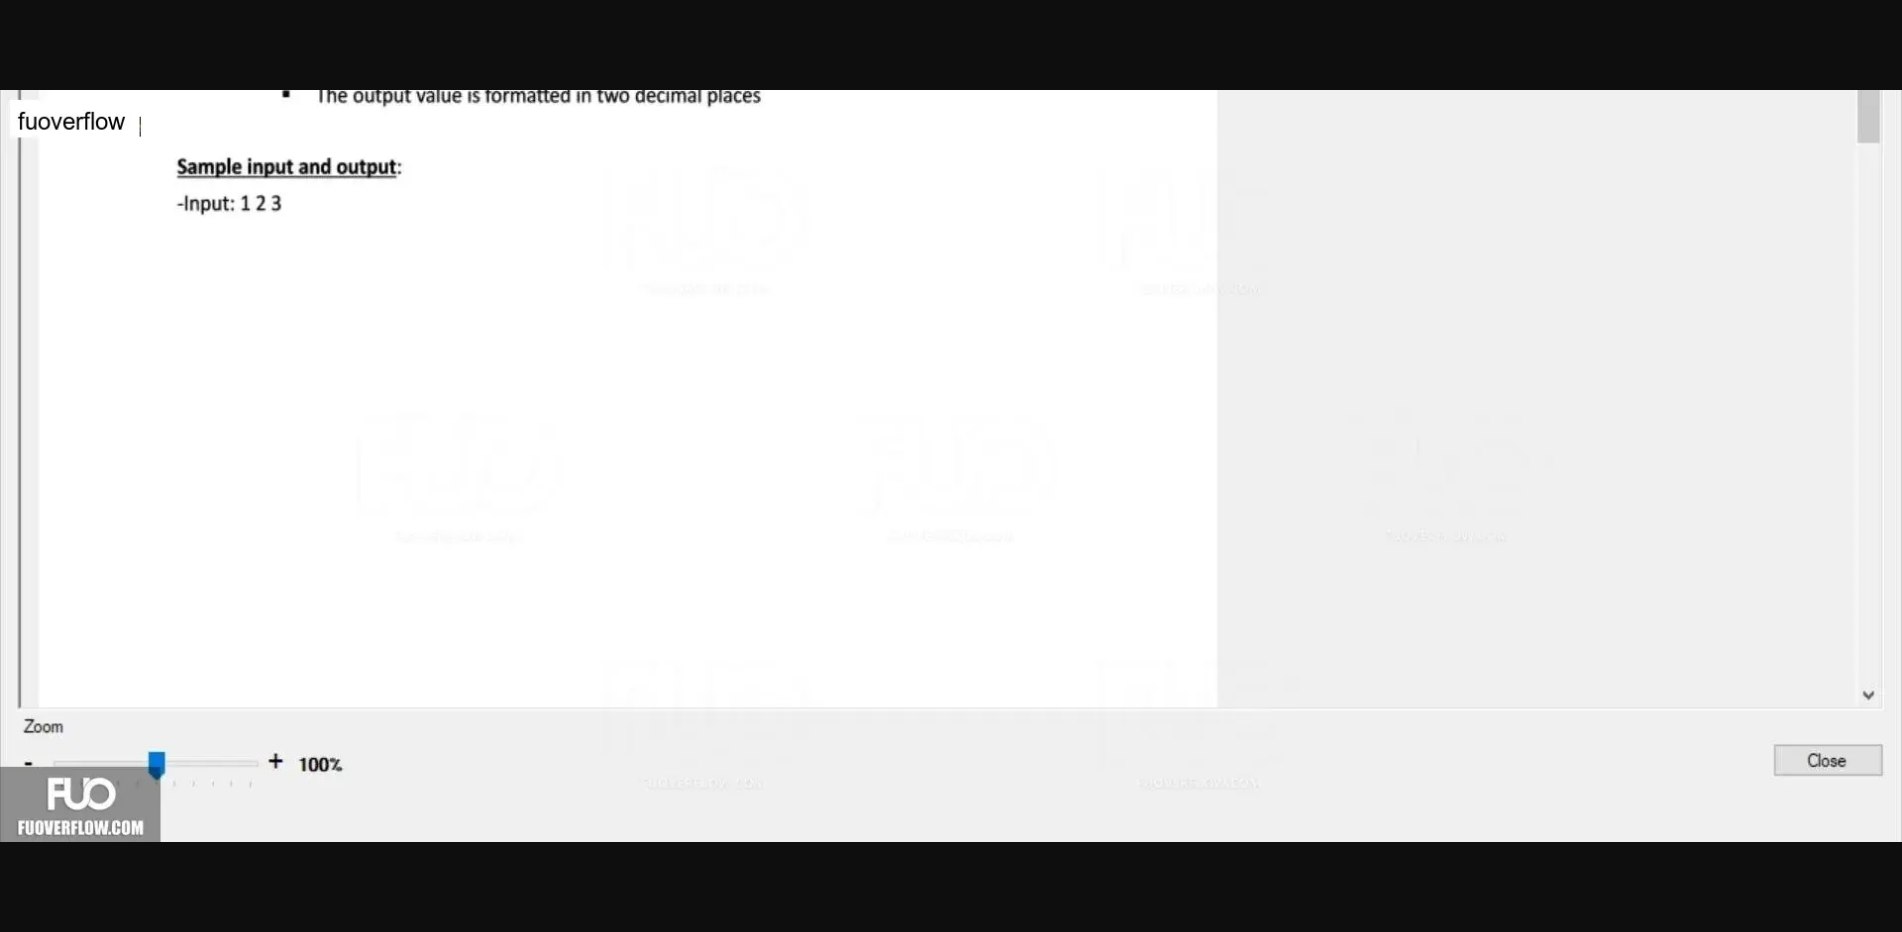 The output value is formatted in two decimal places
fuoverflow
Sample input and output:
-Input: 1 2 3
Zoom
- + 100%
Close
FUO
FUOVERFLOW.COM